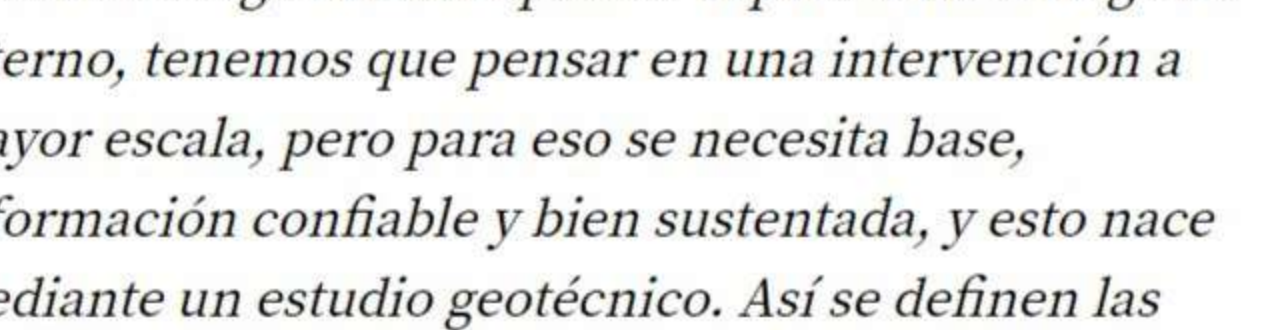 erno, tenemos que pensar en una intervención a
ayor escala, pero para eso se necesita base,
formación confiable y bien sustentada, y esto nace
ediante un estudio geotécnico. Así se definen las